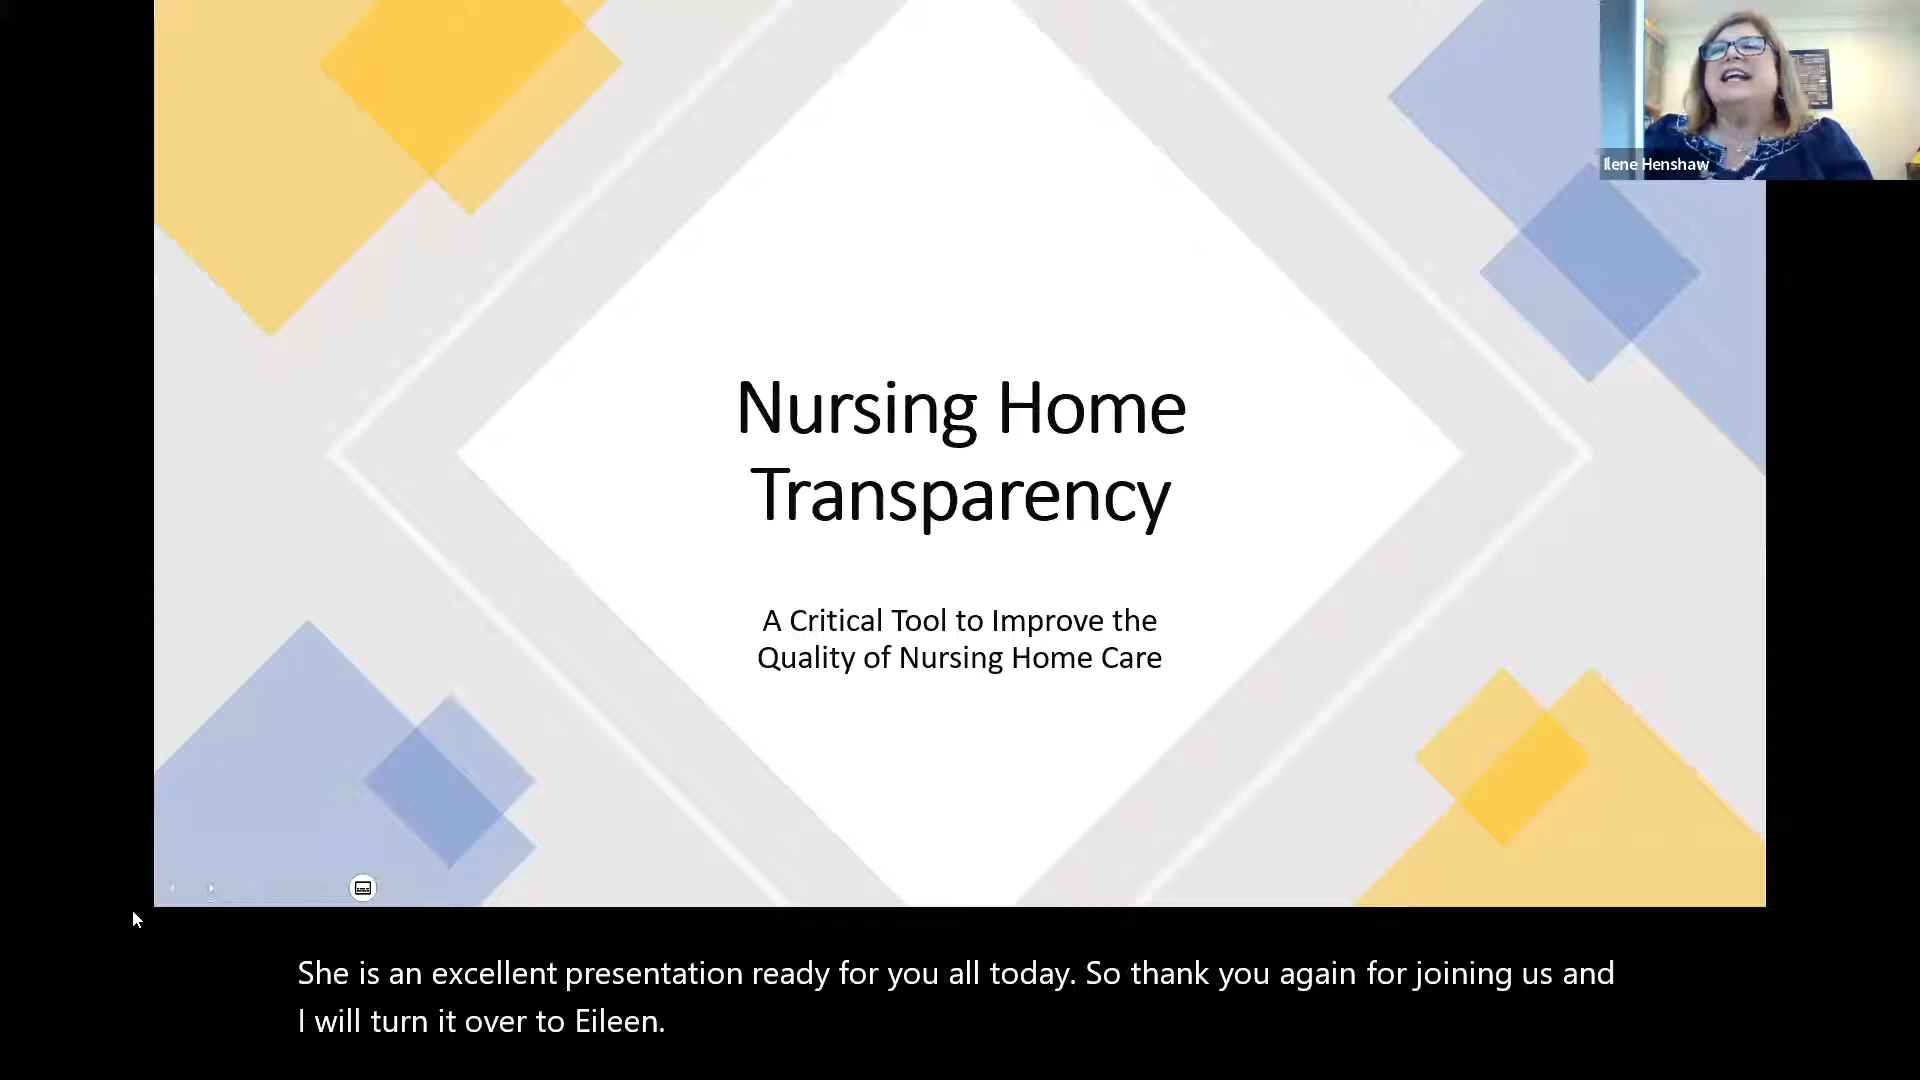 Ilene Henshaw
Nursing Home
Transparency
A Critical Tool to Improve the
Quality of Nursing Home Care
She is an excellent presentation ready for you all today. So thank you again for joining us and
I will turn it over to Eileen.